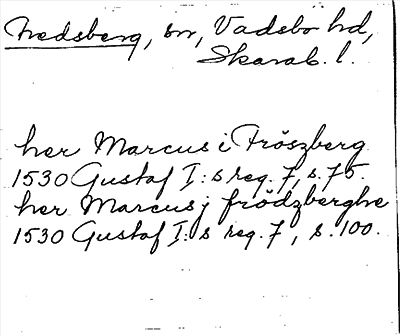 Fredsberg, sn, Vadsbo hd,
Skarab. l.
her Marcus i Fröszberg
1530 Gustaf I:s reg. 7, s. 75.
her Marcus j frödzberghe
1530 Gustaf I:s reg. 7, s. 100.